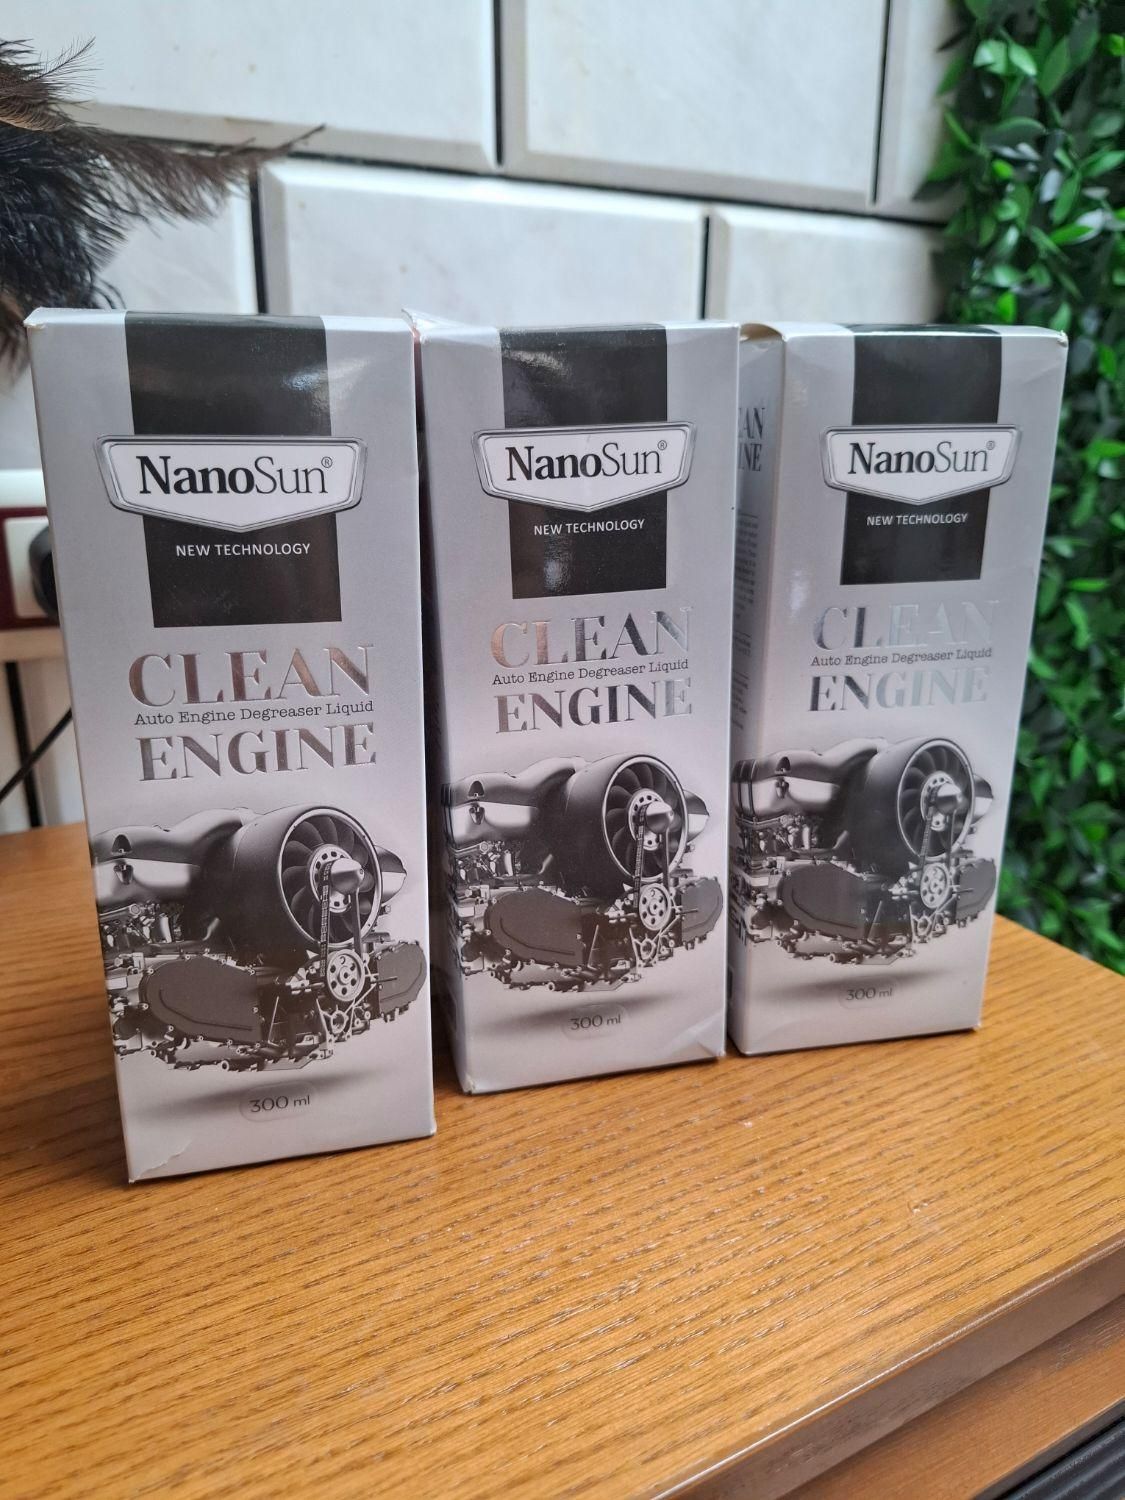 NanoSun®
NEW TECHNOLOGY
CLEAN
Auto Engine Degreaser Liquid
ENGINE
300 ml
NanoSun®
NEW TECHNOLOGY
CLEAN
Auto Engine Degreaser Liquid
ENGINE
300 ml
NanoSun®
NEW TECHNOLOGY
CLEAN
Auto Engine Degreaser Liquid
ENGINE
300 ml